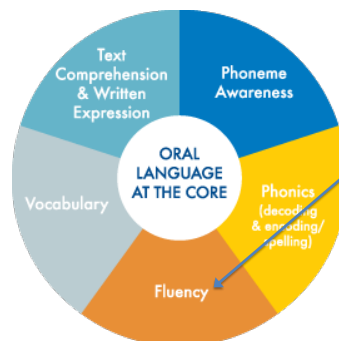 Text
Comprehension
& Written
Expression
Phoneme
Awareness
ORAL
LANGUAGE
AT THE CORE
Vocabulary
Phonics
(decoding
& encoding/
spelling)
Fluency